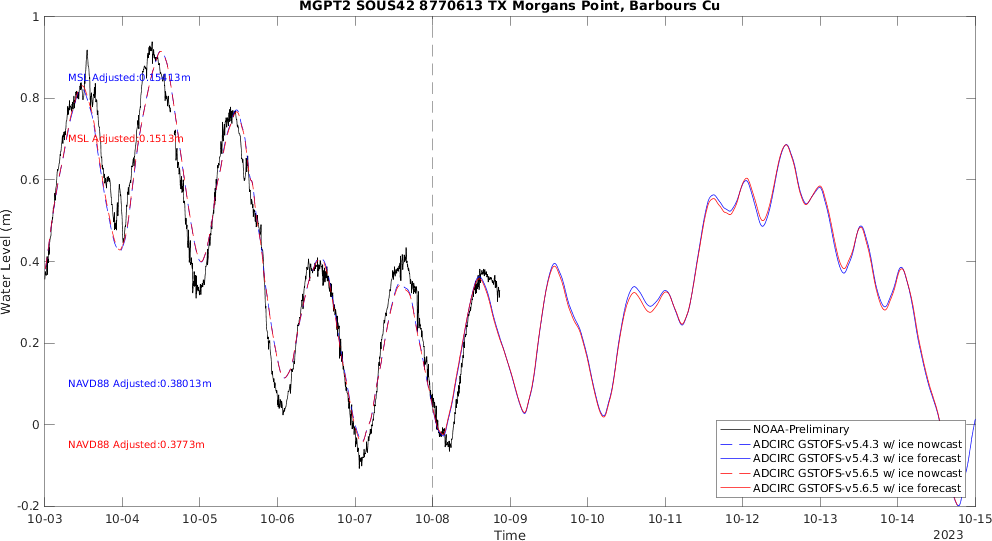 MGPT2 SOUS42 8770613 TX Morgans Point, Barbours Cu
Water Level (m)
1
0.8
0.6
0.4
0.2
0
-0.2
MSL Adjusted:0.15413m
MSL Adjusted:0.1513m
NAVD88 Adjusted:0.38013m
NAVD88 Adjusted:0.3773m
NOAA-Preliminary
ADCIRC GSTOFS-v5.4.3 w/ ice nowcast
ADCIRC GSTOFS-v5.4.3 w/ ice forecast
ADCIRC GSTOFS-v5.6.5 w/ ice nowcast
ADCIRC GSTOFS-v5.6.5 w/ ice forecast
10-03 10-04 10-05 10-06 10-07 10-08 10-09 10-10 10-11 10-12 10-13 10-14 10-15
Time
2023